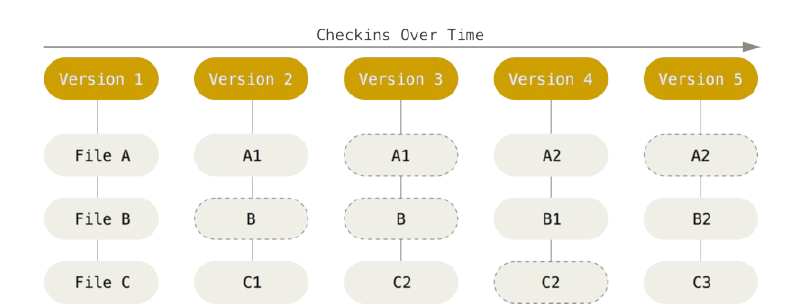 Checkins Over Time
Version 1 Version 2 Version 3 Version 4 Version 5
File A A1 A1 A2 A2
File B B B B1 B2
File C C1 C2 C2 C3